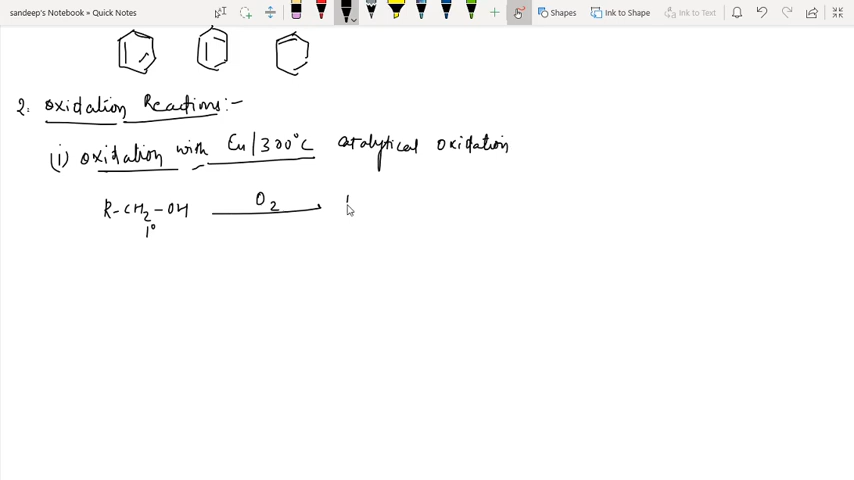 sandeep's Notebook » Quick Notes
Shapes Ink to Shape Ink to Text
2. Oxidation Reactions:-
(i) Oxidation with Cu/300°C Catalytical Oxidation
R-CH2-OH O2
1°